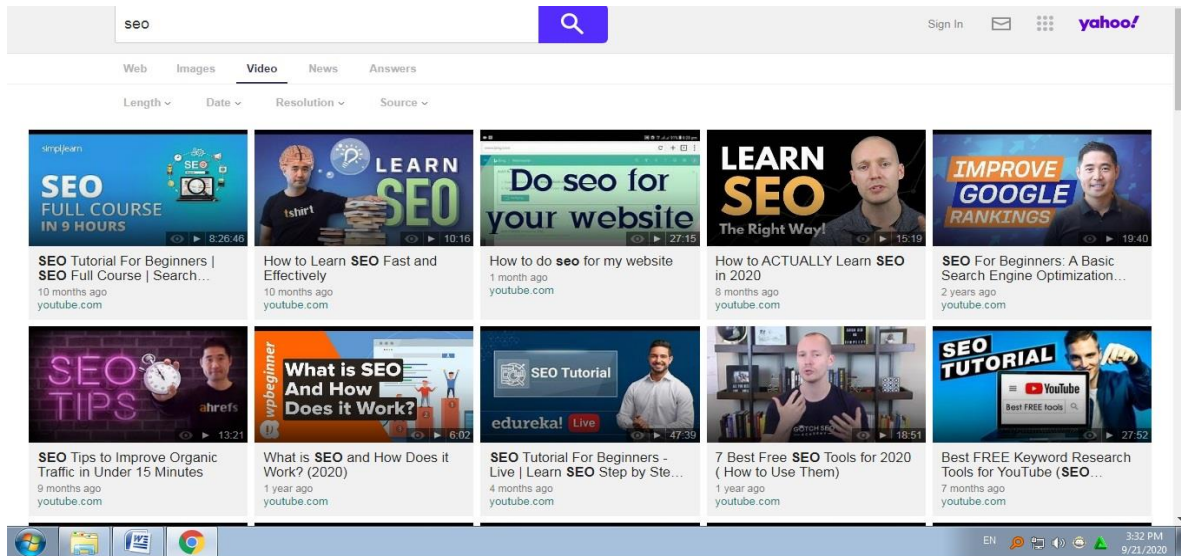 seo
Sign In
yahoo!
Web Images Video News Answers
Length Date Resolution Source
simplilearn
SEO
SEO
FULL COURSE
IN 9 HOURS
8:26:46
SEO Tutorial For Beginners |
SEO Full Course | Search...
10 months ago
youtube.com
tshirt
LEARN
SEO
10:16
How to Learn SEO Fast and
Effectively
10 months ago
youtube.com
Do seo for
your website
27:15
How to do seo for my website
1 month ago
youtube.com
LEARN
SEO
The Right Way!
15:19
How to ACTUALLY Learn SEO
in 2020
8 months ago
youtube.com
IMPROVE
GOOGLE
RANKINGS
19:40
SEO For Beginners: A Basic
Search Engine Optimization...
2 years ago
youtube.com
SEO
TIPS
ahrefs
13:21
SEO Tips to Improve Organic
Traffic in Under 15 Minutes
9 months ago
youtube.com
wpbeginner
What is SEO
And How
Does it Work?
6:02
What is SEO and How Does it
Work? (2020)
1 year ago
youtube.com
SEO Tutorial
edureka! Live
47:39
SEO Tutorial For Beginners -
Live | Learn SEO Step by Ste...
4 months ago
youtube.com
GOTCH SEO
18:51
7 Best Free SEO Tools for 2020
( How to Use Them)
1 year ago
youtube.com
SEO
TUTORIAL
YouTube
Best FREE tools
27:52
Best FREE Keyword Research
Tools for YouTube (SEO...
7 months ago
youtube.com
EN
3:32 PM
9/21/2020